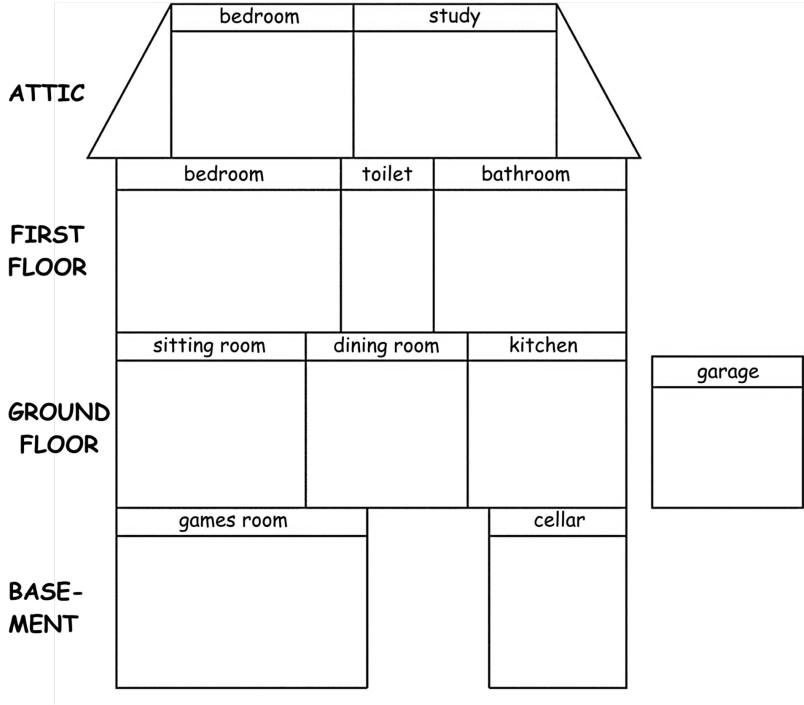 bedroom study
ATTIC
bedroom toilet bathroom
FIRST
FLOOR
sitting room dining room kitchen
garage
GROUND
FLOOR
games room cellar
BASE-
MENT